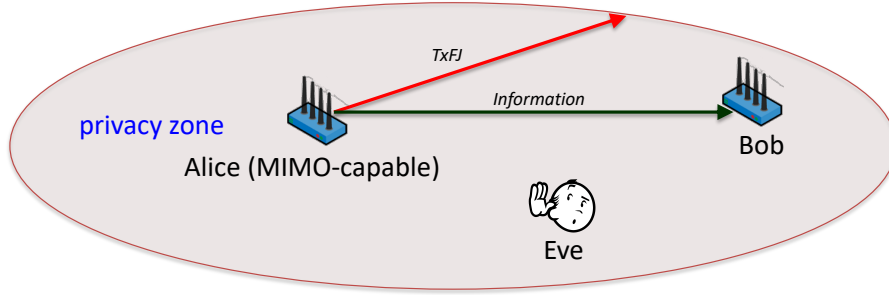 TxFJ
Information
privacy zone
Alice (MIMO-capable)
Bob
Eve